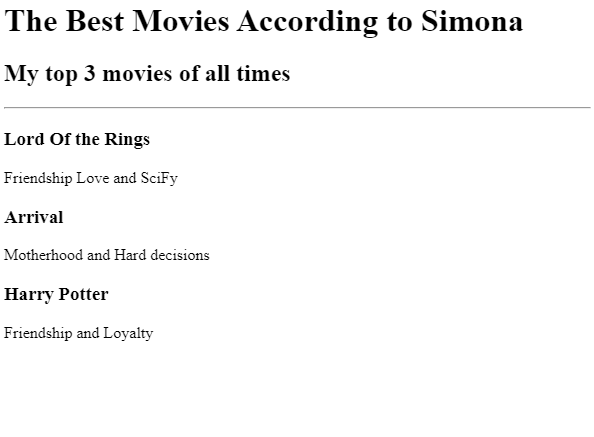 The Best Movies According to Simona
My top 3 movies of all times
Lord Of the Rings
Friendship Love and SciFy
Arrival
Motherhood and Hard decisions
Harry Potter
Friendship and Loyalty